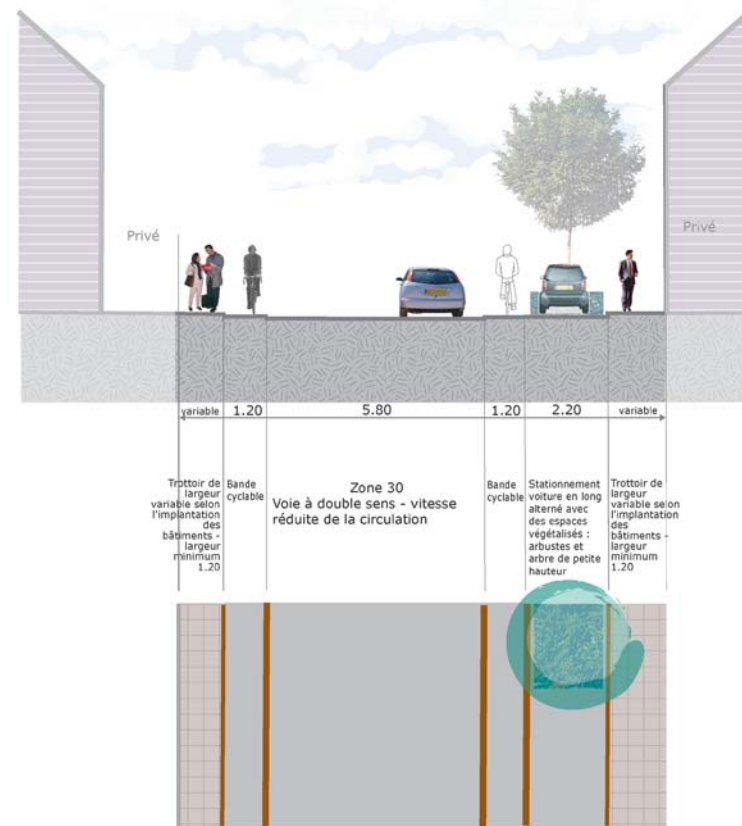 Privé
Privé
variable
1.20
5.80
1.20
2.20
variable
Trottoir de
largeur
variable selon
l'implantation
des
bâtiments -
largeur
minimum
1.20
Bande
cyclable
Zone 30
Voie à double sens - vitesse
réduite de la circulation
Bande
cyclable
Stationnement
voiture en long
alterné avec
des espaces
végétalisés :
arbustes et
arbre de petite
hauteur
Trottoir de
largeur
variable selon
l'implantation
des
bâtiments -
largeur
minimum
1.20